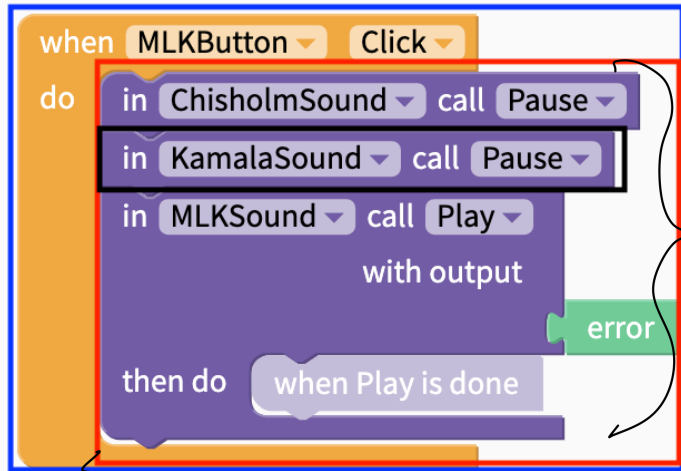 when MLKButton Click
do in ChisholmSound call Pause
in KamalaSound call Pause
in MLKSound call Play
with output
error
then do when Play is done